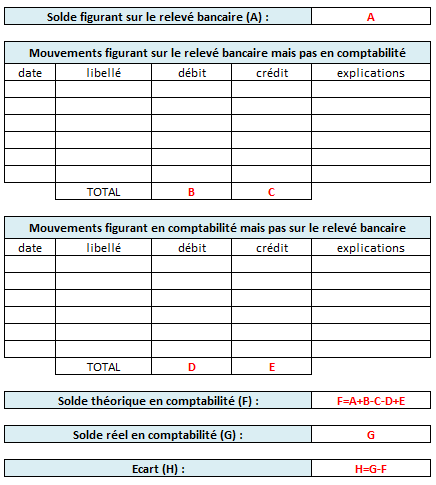 Solde figurant sur le relevé bancaire (A) : A
Mouvements figurant sur le relevé bancaire mais pas en comptabilité
date libellé débit crédit explications
TOTAL B C
Mouvements figurant en comptabilité mais pas sur le relevé bancaire
date libellé débit crédit explications
TOTAL D E
Solde théorique en comptabilité (F) : F=A+B-C-D+E
Solde réel en comptabilité (G) : G
Ecart (H) : H=G-F